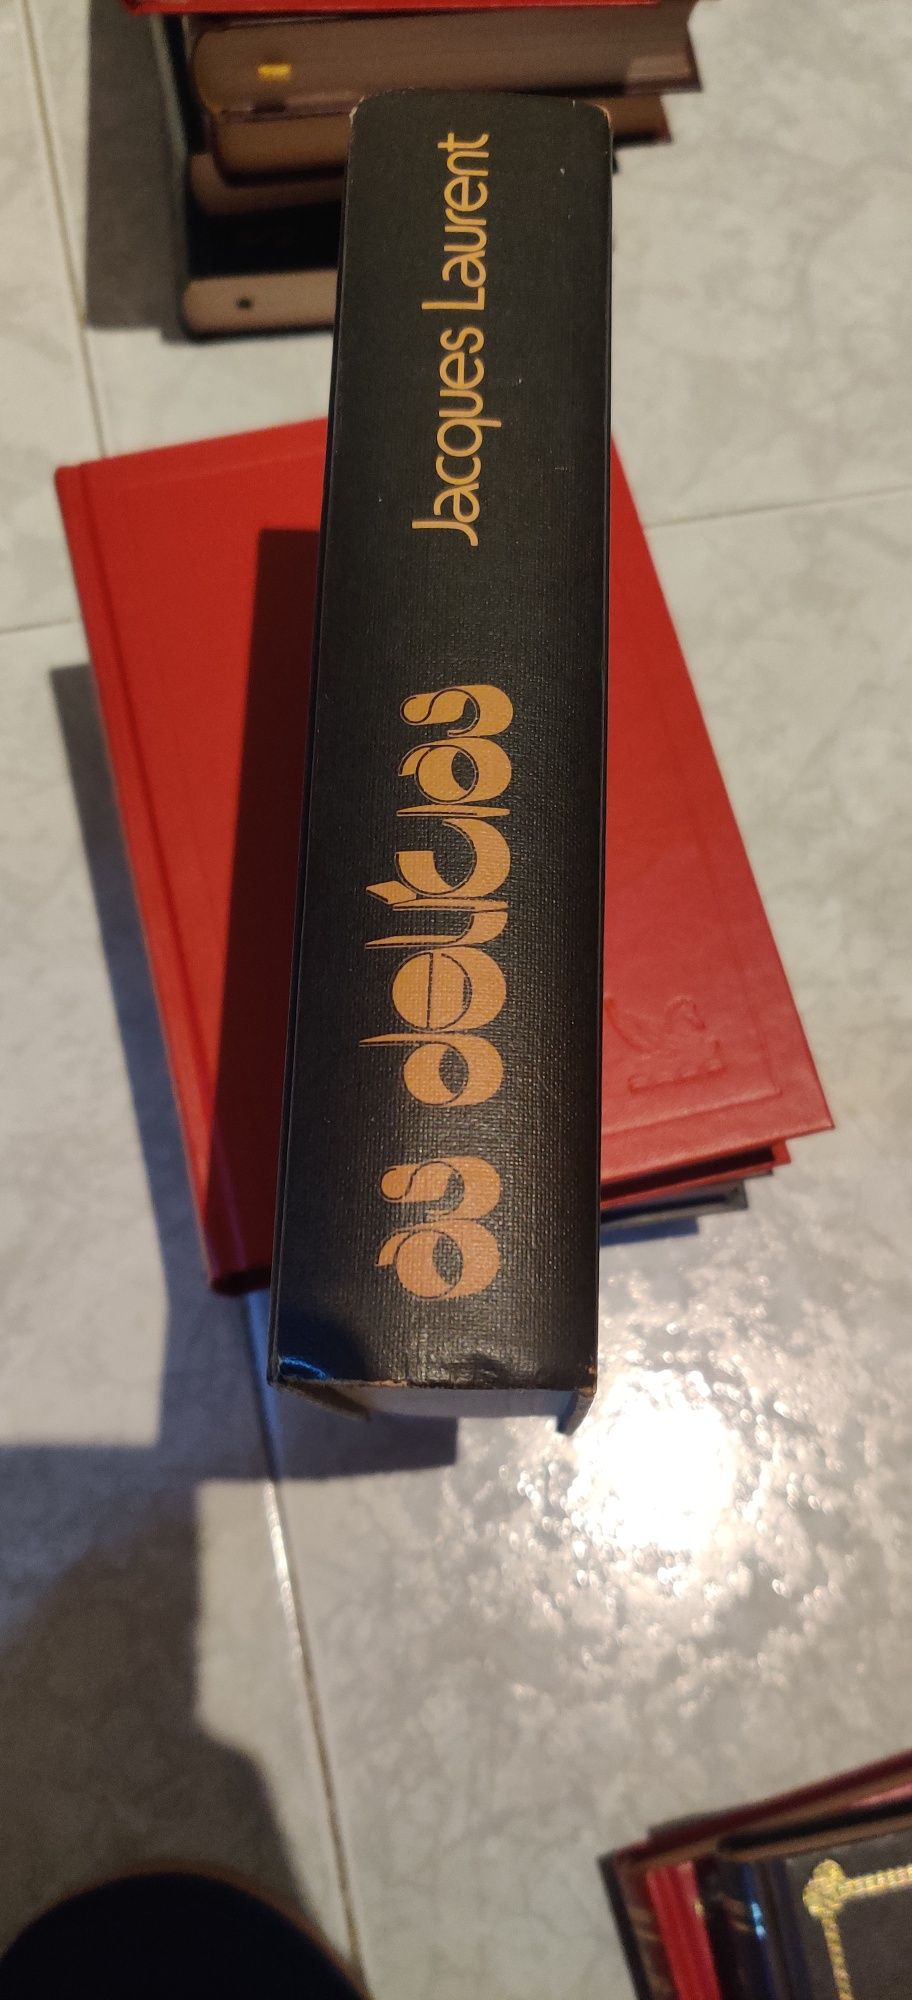 as delícias
Jacques Laurent